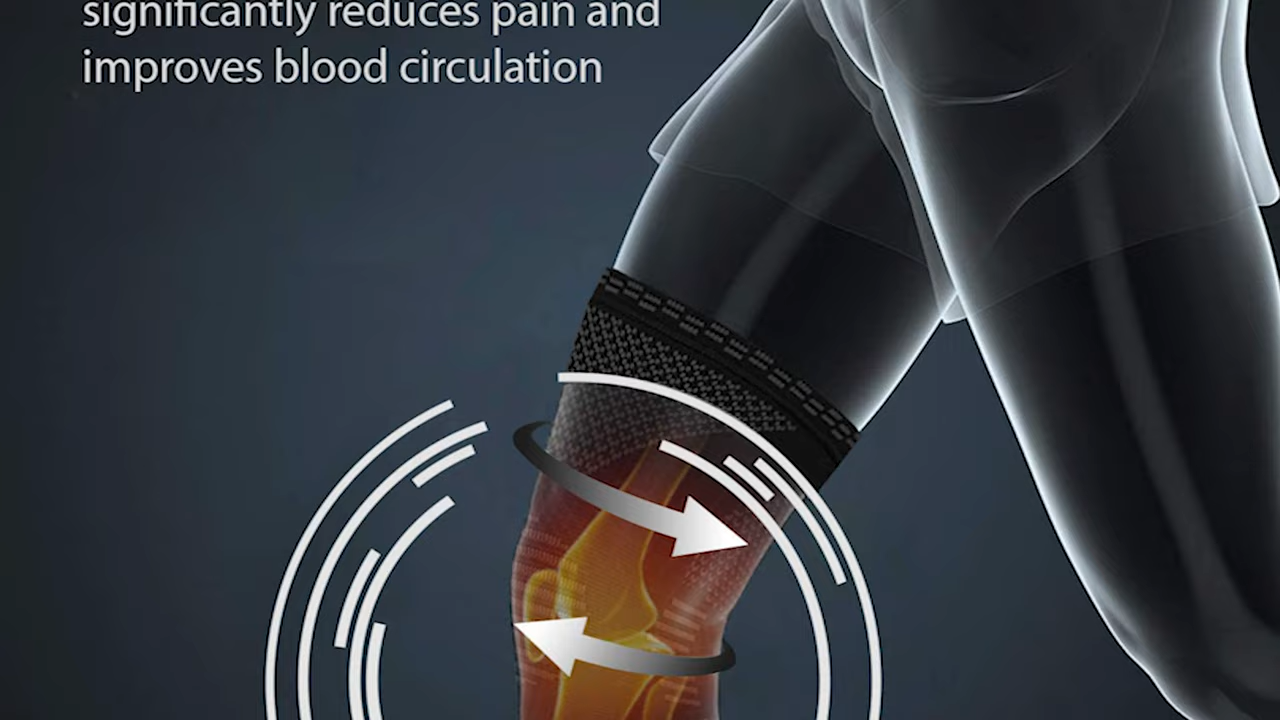 significantly reduces pain and
improves blood circulation